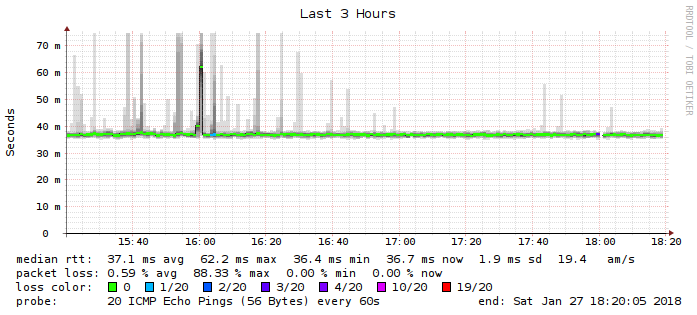 Last 3 Hours
RRDTOOL / TOBI OETIKER
Seconds
70 m
60 m
50 m
40 m
30 m
20 m
10 m
0
15:40 16:00 16:20 16:40 17:00 17:20 17:40 18:00 18:20
median rtt: 37.1 ms avg 62.2 ms max 36.4 ms min 36.7 ms now 1.9 ms sd 19.4 am/s
packet loss: 0.59 % avg 88.33 % max 0.00 % min 0.00 % now
loss color: 0 1/20 2/20 3/20 4/20 10/20 19/20
probe: 20 ICMP Echo Pings (56 Bytes) every 60s end: Sat Jan 27 18:20:05 2018